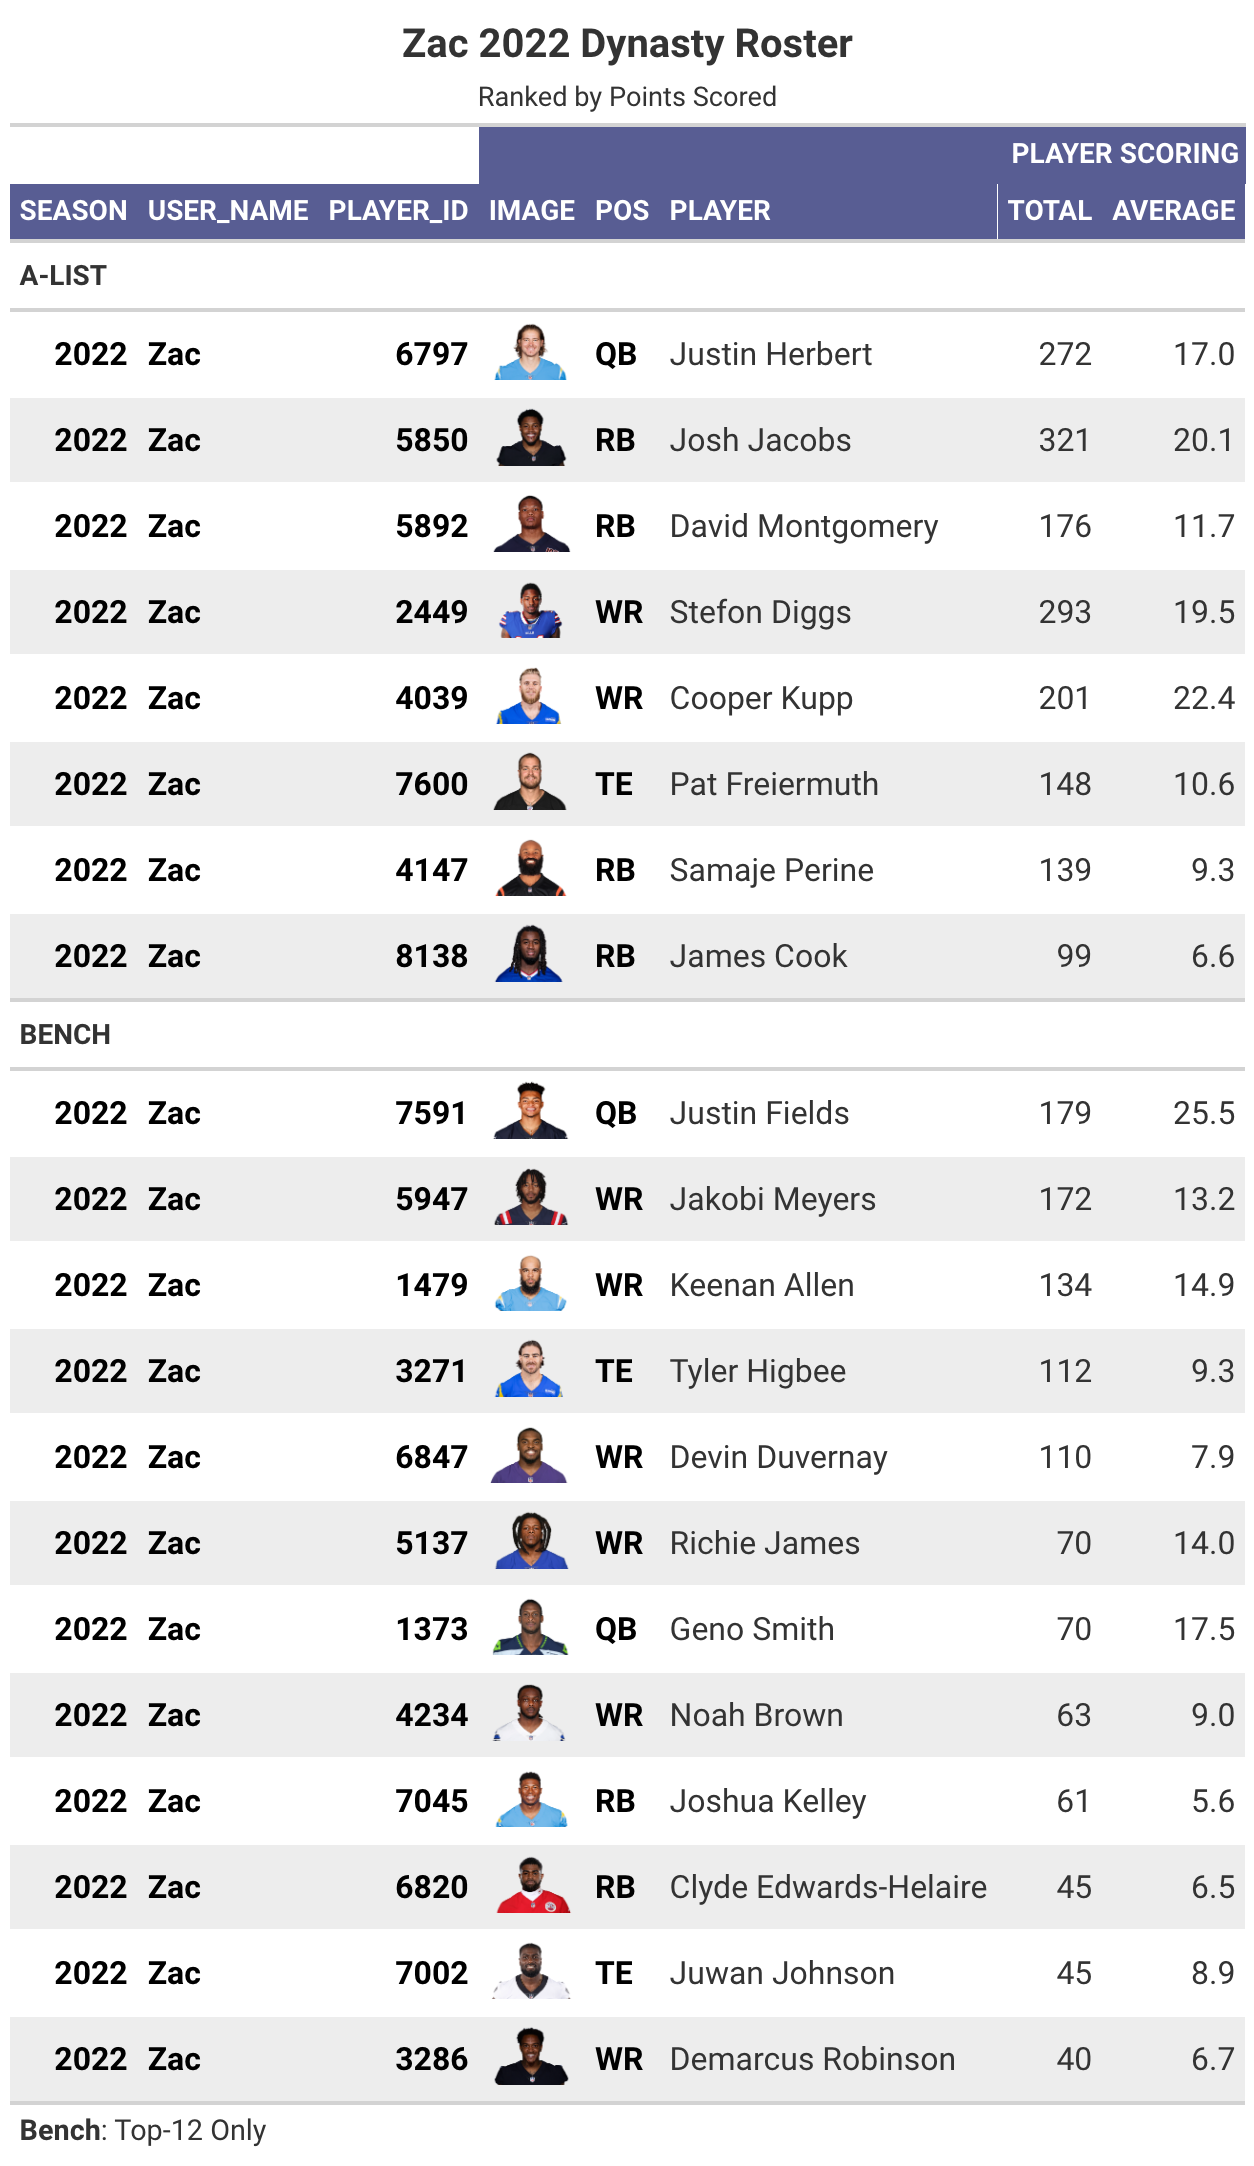 Zac 2022 Dynasty Roster
Ranked by Points Scored
PLAYER SCORING
SEASON USER_NAME PLAYER_ID IMAGE POS PLAYER TOTAL AVERAGE
A-LIST
2022 Zac 6797 QB Justin Herbert 272 17.0
2022 Zac 5850 RB Josh Jacobs 321 20.1
2022 Zac 5892 RB David Montgomery 176 11.7
2022 Zac 2449 WR Stefon Diggs 293 19.5
2022 Zac 4039 WR Cooper Kupp 201 22.4
2022 Zac 7600 TE Pat Freiermuth 148 10.6
2022 Zac 4147 RB Samaje Perine 139 9.3
2022 Zac 8138 RB James Cook 99 6.6
BENCH
2022 Zac 7591 QB Justin Fields 179 25.5
2022 Zac 5947 WR Jakobi Meyers 172 13.2
2022 Zac 1479 WR Keenan Allen 134 14.9
2022 Zac 3271 TE Tyler Higbee 112 9.3
2022 Zac 6847 WR Devin Duvernay 110 7.9
2022 Zac 5137 WR Richie James 70 14.0
2022 Zac 1373 QB Geno Smith 70 17.5
2022 Zac 4234 WR Noah Brown 63 9.0
2022 Zac 7045 RB Joshua Kelley 61 5.6
2022 Zac 6820 RB Clyde Edwards-Helaire 45 6.5
2022 Zac 7002 TE Juwan Johnson 45 8.9
2022 Zac 3286 WR Demarcus Robinson 40 6.7
Bench: Top-12 Only